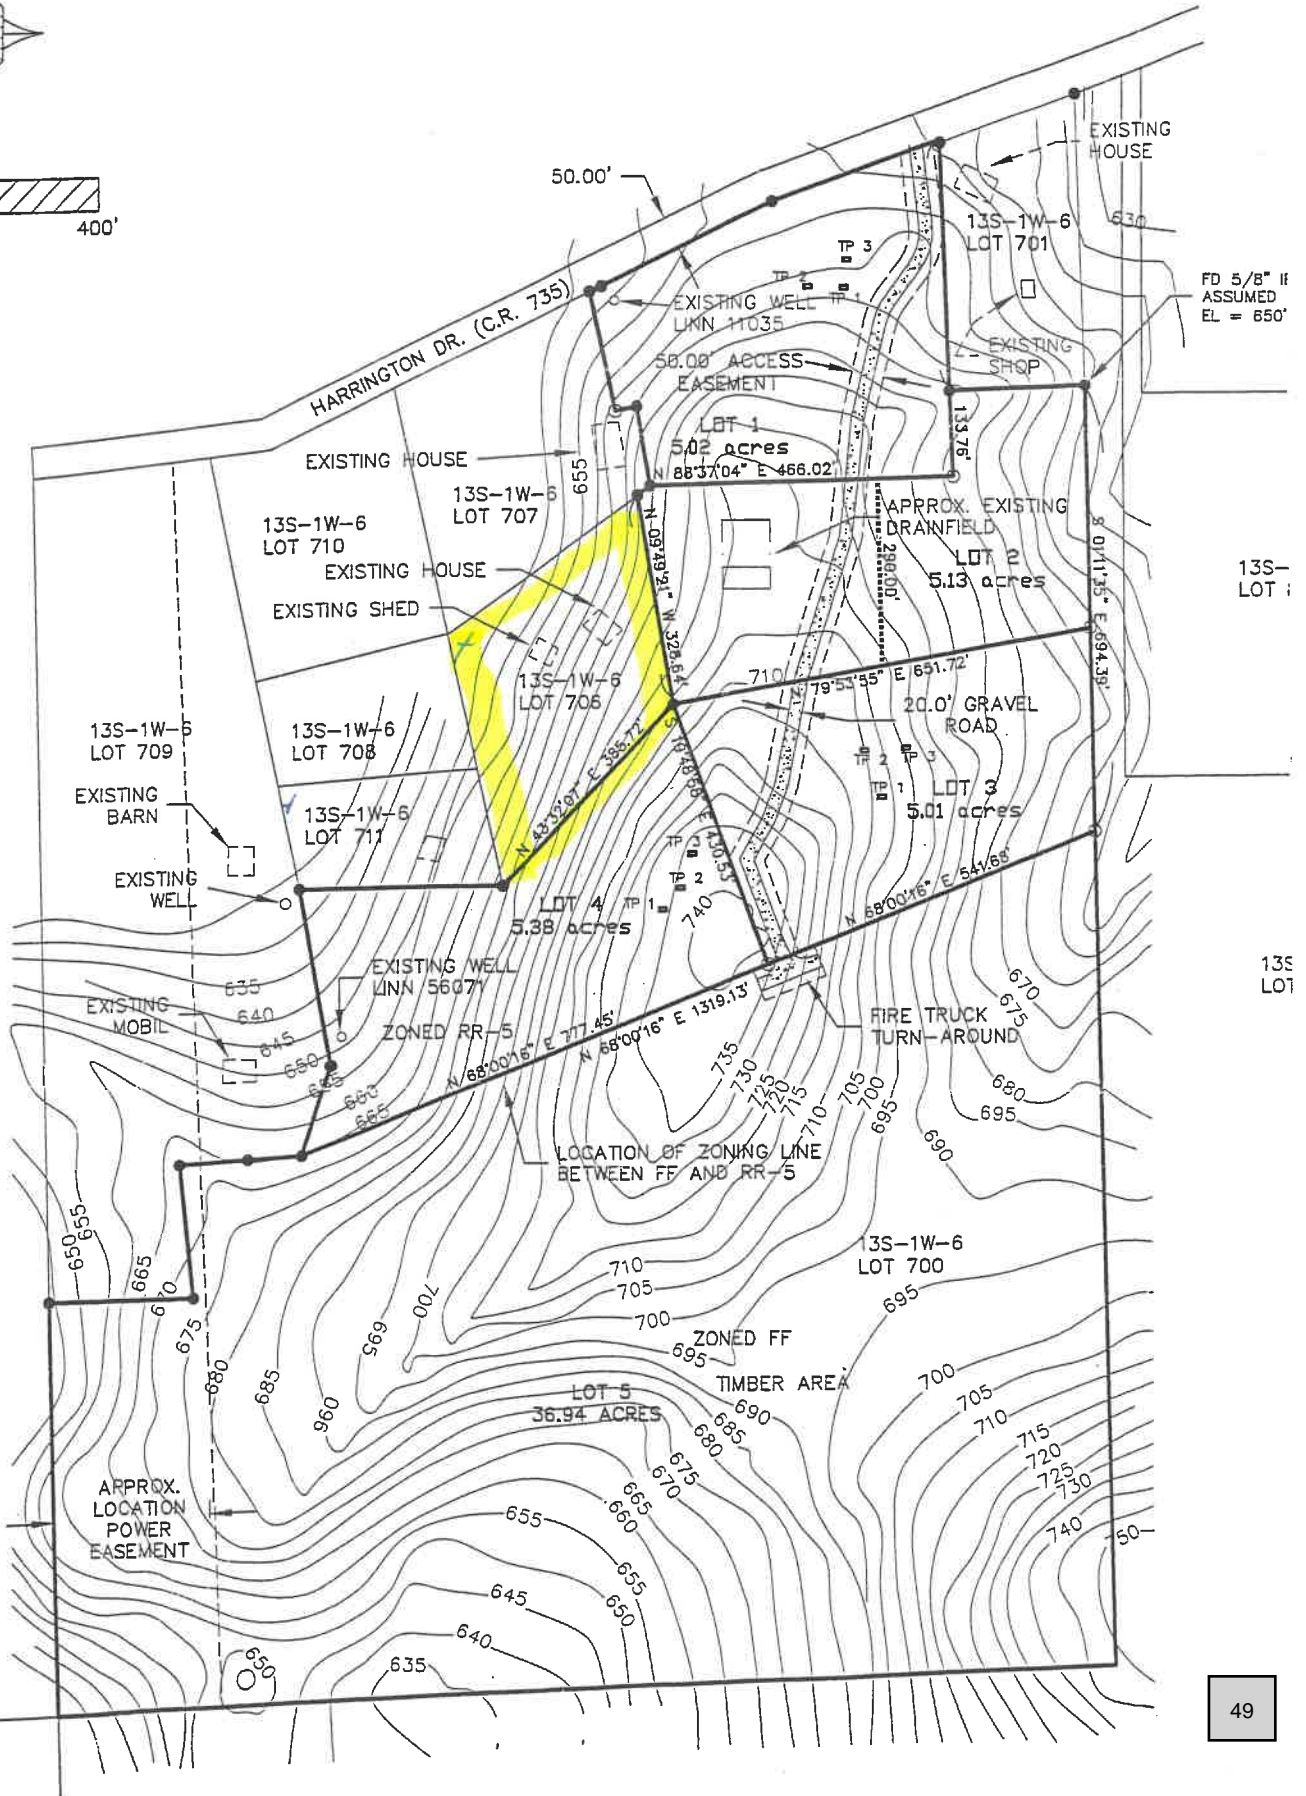 400'
50.00'
HARRINGTON DR. (C.R. 735)
EXISTING
HOUSE
13S-1W-6
LOT 701
630
FD 5/8"
ASSUMED
EL = 650'
TP 3
TP 2
TP 1
EXISTING WELL
LINN 11035
EXISTING
SHOP
50.00' ACCESS
EASEMENT
LOT 1
5.02 acres
133.76'
N 88°37'04" E 466.02'
EXISTING HOUSE
655
13S-1W-6
LOT 707
13S-1W-6
LOT 710
APPROX. EXISTING
DRAINFIELD
LOT 2
5.13 acres
290.00'
S 01°11'35" E 694.39'
13S-
LOT
N 09°49'21" W 328.64'
EXISTING HOUSE
EXISTING SHED
13S-1W-6
LOT 706
710
79°53'55" E 651.72'
20.0' GRAVEL
ROAD
13S-1W-6
LOT 709
13S-1W-6
LOT 708
N 43°32'07" E 385.72'
S 19°48'58" E 430.53'
TP 2
TP 3
TP 1
LOT 3
5.01 acres
EXISTING
BARN
13S-1W-6
LOT 711
TP 3
TP 2
TP 1
EXISTING
WELL
LOT 4
5.38 acres
740
N 68°00'16" E 541.68'
EXISTING WELL
LINN 56071
EXISTING
MOBIL
ZONED RR-5
635
640
645
650
655
660
665
N 68°00'16" E 777.45'
N 68°00'16" E 1319.13'
FIRE TRUCK
TURN-AROUND
13S
LOT
670
675
680
695
690
735
730
725
720
715
710
705
700
695
LOCATION OF ZONING LINE
BETWEEN FF AND RR-5
650
655
665
670
675
680
685
690
695
700
710
705
700
695
13S-1W-6
LOT 700
695
ZONED FF
TIMBER AREA
LOT 5
36.94 ACRES
690
685
680
675
670
665
660
655
655
650
645
640
635
700
705
710
715
720
725
730
740
50
APPROX.
LOCATION
POWER
EASEMENT
650
49